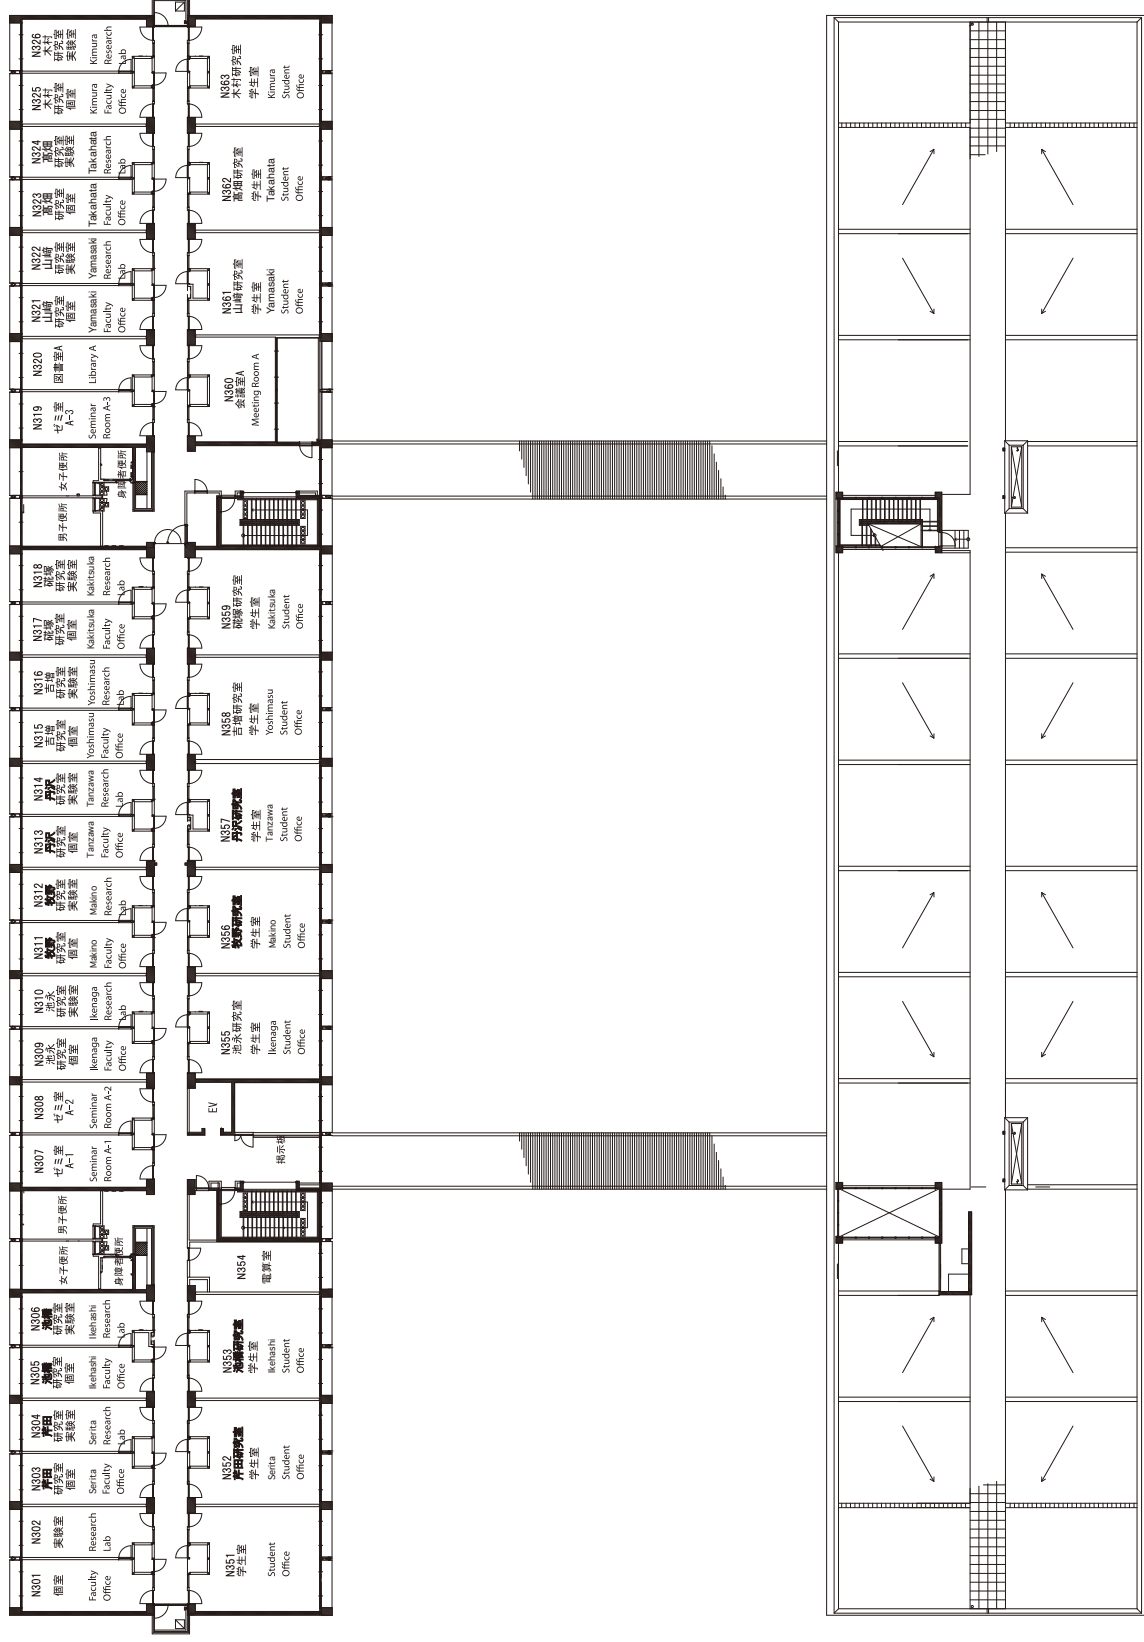 N326
木村
研究室
実験室
Kimura
Research
Lab
N325
木村
研究室
個室
Kimura
Faculty
Office
N324
髙畑
研究室
実験室
Takahata
Research
Lab
N323
髙畑
研究室
個室
Takahata
Faculty
Office
N322
山﨑
研究室
実験室
Yamasaki
Research
Lab
N321
山﨑
研究室
個室
Yamasaki
Faculty
Office
N320
図書室A
Library A
N319
ゼミ室
A-3
Seminar
Room A-3
女子便所
身障者便所
男子便所
N318
硴塚
研究室
実験室
Kakitsuka
Research
Lab
N317
硴塚
研究室
個室
Kakitsuka
Faculty
Office
N316
吉増
研究室
実験室
Yoshimasu
Research
Lab
N315
吉増
研究室
個室
Yoshimasu
Faculty
Office
N314
丹沢
研究室
実験室
Tanzawa
Research
Lab
N313
丹沢
研究室
個室
Tanzawa
Faculty
Office
N312
牧野
研究室
実験室
Makino
Research
Lab
N311
牧野
研究室
個室
Makino
Faculty
Office
N310
池永
研究室
実験室
Ikenaga
Research
Lab
N309
池永
研究室
個室
Ikenaga
Faculty
Office
N308
ゼミ室
A-2
Seminar
Room A-2
N307
ゼミ室
A-1
Seminar
Room A-1
男子便所
女子便所
身障者便所
N306
池橋
研究室
実験室
Ikehashi
Research
Lab
N305
池橋
研究室
個室
Ikehashi
Faculty
Office
N304
芹田
研究室
実験室
Serita
Research
Lab
N303
芹田
研究室
個室
Serita
Faculty
Office
N302
実験室
Research
Lab
N301
個室
Faculty
Office
N363
木村研究室
学生室
Kimura
Student
Office
N362
髙畑研究室
学生室
Takahata
Student
Office
N361
山﨑研究室
学生室
Yamasaki
Student
Office
N360
会議室A
Meeting Room A
N359
硴塚研究室
学生室
Kakitsuka
Student
Office
N358
吉増研究室
学生室
Yoshimasu
Student
Office
N357
丹沢研究室
学生室
Tanzawa
Student
Office
N356
牧野研究室
学生室
Makino
Student
Office
N355
池永研究室
学生室
Ikenaga
Student
Office
EV
掲示板
N354
電算室
N353
池橋研究室
学生室
Ikehashi
Student
Office
N352
芹田研究室
学生室
Serita
Student
Office
N351
学生室
Student
Office